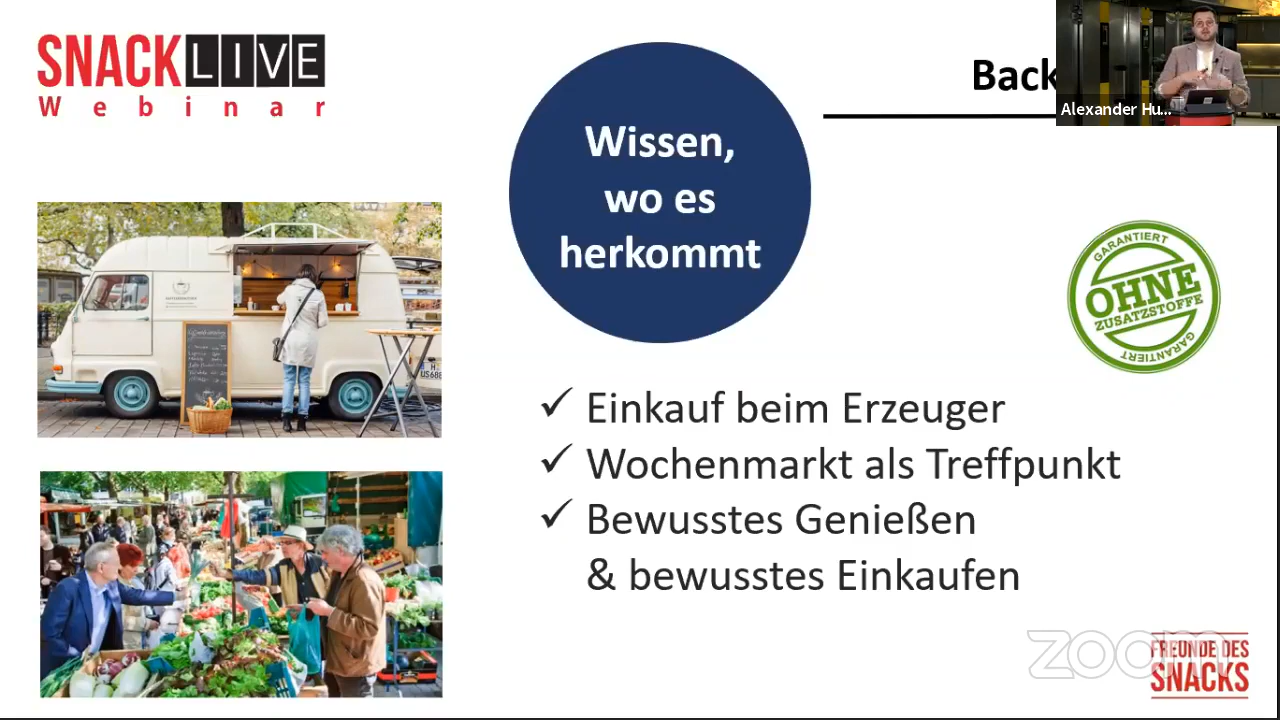 SNACKLIVE
Webinar
Wissen,
wo es
herkommt
Back
Alexander Hu...
GARANTIERT
OHNE
ZUSATZSTOFFE
GARANTIERT
✓ Einkauf beim Erzeuger
✓ Wochenmarkt als Treffpunkt
✓ Bewusstes Genießen
& bewusstes Einkaufen
zoom
FREUNDE DES
SNACKS